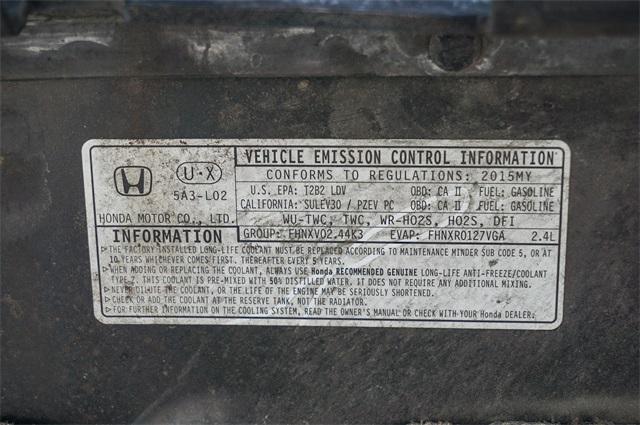 U·X
5A3-L02
HONDA MOTOR CO., LTD.
VEHICLE EMISSION CONTROL INFORMATION
CONFORMS TO REGULATIONS: 2015MY
U.S. EPA: T2B2 LDV OBD: CA II FUEL: GASOLINE
CALIFORNIA: SULEV30 / PZEV PC OBD: CA II FUEL: GASOLINE
WU-TWC, TWC, WR-HO2S, HO2S, DFI
GROUP: FHNXV02.44K3 EVAP: FHNXR0127VGA 2.4L
INFORMATION
▷THE FACTORY INSTALLED LONG-LIFE COOLANT MUST BE REPLACED ACCORDING TO MAINTENANCE MINDER SUB CODE 5, OR AT
10 YEARS WHICHEVER COMES FIRST. THEREAFTER EVERY 5 YEARS.
▷WHEN ADDING OR REPLACING THE COOLANT, ALWAYS USE Honda RECOMMENDED GENUINE LONG-LIFE ANTI-FREEZE/COOLANT
TYPE 2. THIS COOLANT IS PRE-MIXED WITH 50% DISTILLED WATER. IT DOES NOT REQUIRE ANY ADDITIONAL MIXING.
▷NEVER DILUTE THE COOLANT, OR THE LIFE OF THE ENGINE MAY BE SERIOUSLY SHORTENED.
▷CHECK OR ADD THE COOLANT AT THE RESERVE TANK, NOT THE RADIATOR.
▷FOR FURTHER INFORMATION ON THE COOLING SYSTEM, READ THE OWNER'S MANUAL OR CHECK WITH YOUR Honda DEALER.